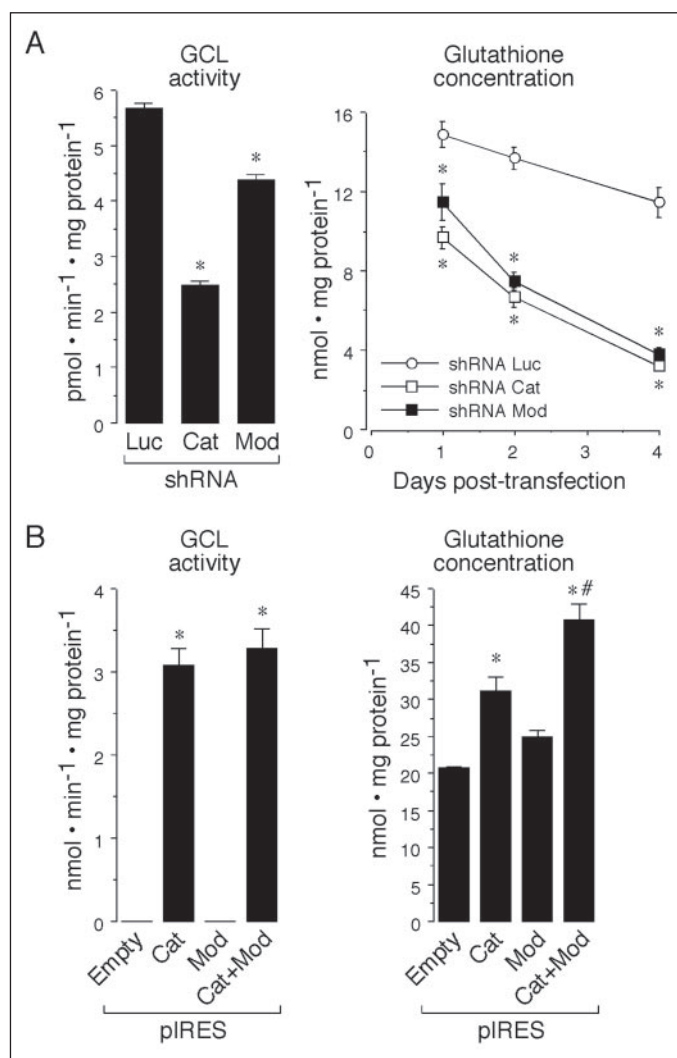 A
GCL
activity
pmol • min-1 • mg protein-1
6
5
4
3
2
1
0
*
*
Luc Cat Mod
shRNA
Glutathione
concentration
nmol • mg protein-1
16
12
8
4
0
*
*
*
*
*
*
shRNA Luc
shRNA Cat
shRNA Mod
0 1 2 3 4
Days post-transfection
B
GCL
activity
nmol • min-1 • mg protein-1
4
3
2
1
0
*
*
Empty Cat Mod Cat+Mod
pIRES
Glutathione
concentration
nmol • mg protein-1
45
40
35
30
25
20
15
10
5
0
*
*#
Empty Cat Mod Cat+Mod
pIRES